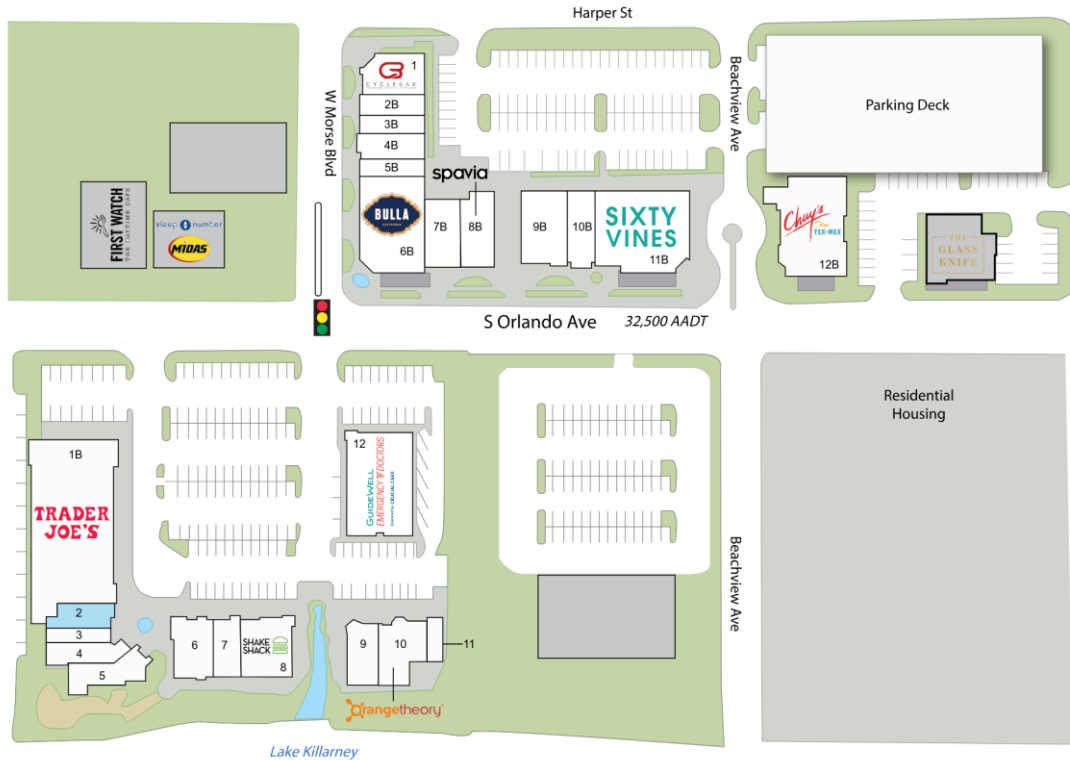 Harper St
1
CYCLEBAR
2B
3B
4B
5B
W Morse Blvd
Beachview Ave
Parking Deck
spavia
FIRST WATCH
THE DAYTIME CAFE
sleep number
MIDAS
BULLA
6B
7B
8B
9B
10B
SIXTY
VINES
11B
Chuy's
TEX-MEX
12B
THE
GLASS
KNIFE
S Orlando Ave
32,500 AADT
Residential
Housing
1B
TRADER
JOE'S
12
GUIDEWELL
EMERGENCY DOCTORS
2
3
4
5
6
7
SHAKE
SHACK
8
9
10
11
Beachview Ave
Orangetheory
Lake Killarney